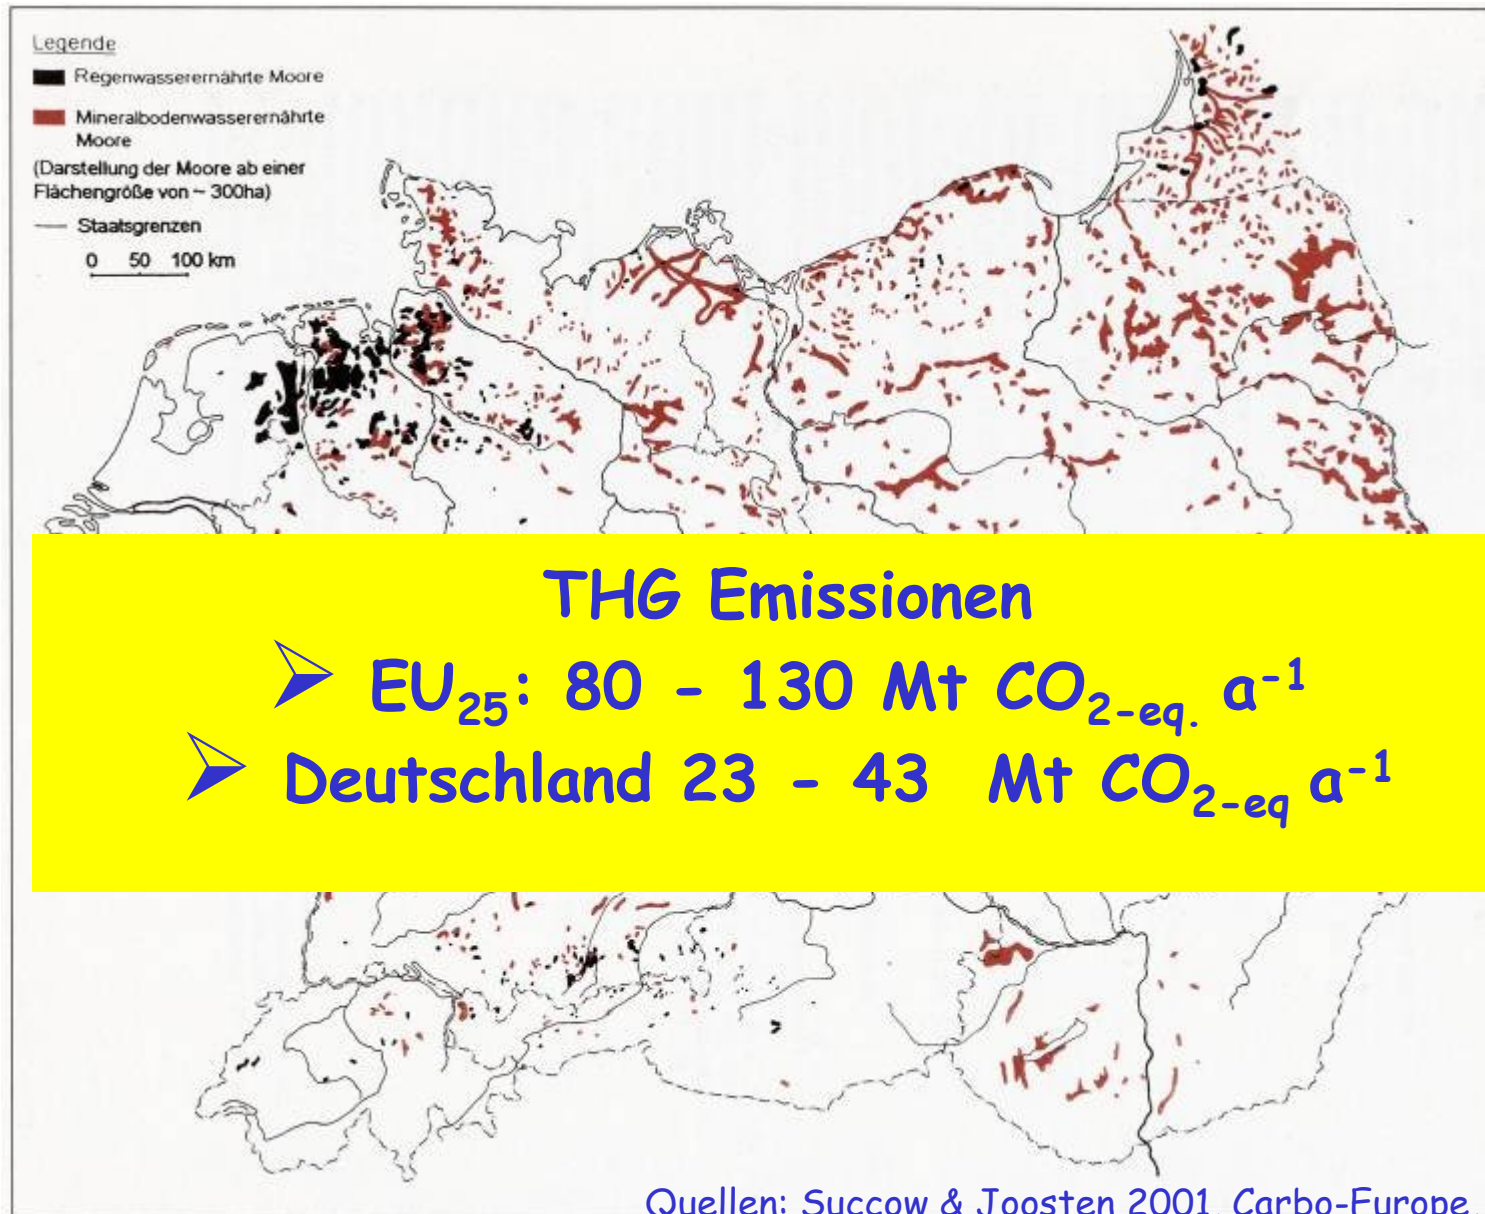 Legende
Regenwasserernährte Moore
Mineralbodenwasserernährte
Moore
(Darstellung der Moore ab einer
Flächengröße von ~ 300ha)
Staatsgrenzen
0 50 100 km
THG Emissionen
➢ EU₂₅: 80 - 130 Mt CO₂₋eq. a⁻¹
➢ Deutschland 23 - 43 Mt CO₂₋eq a⁻¹
Quellen: Succow & Joosten 2001, Carbo-Europe,